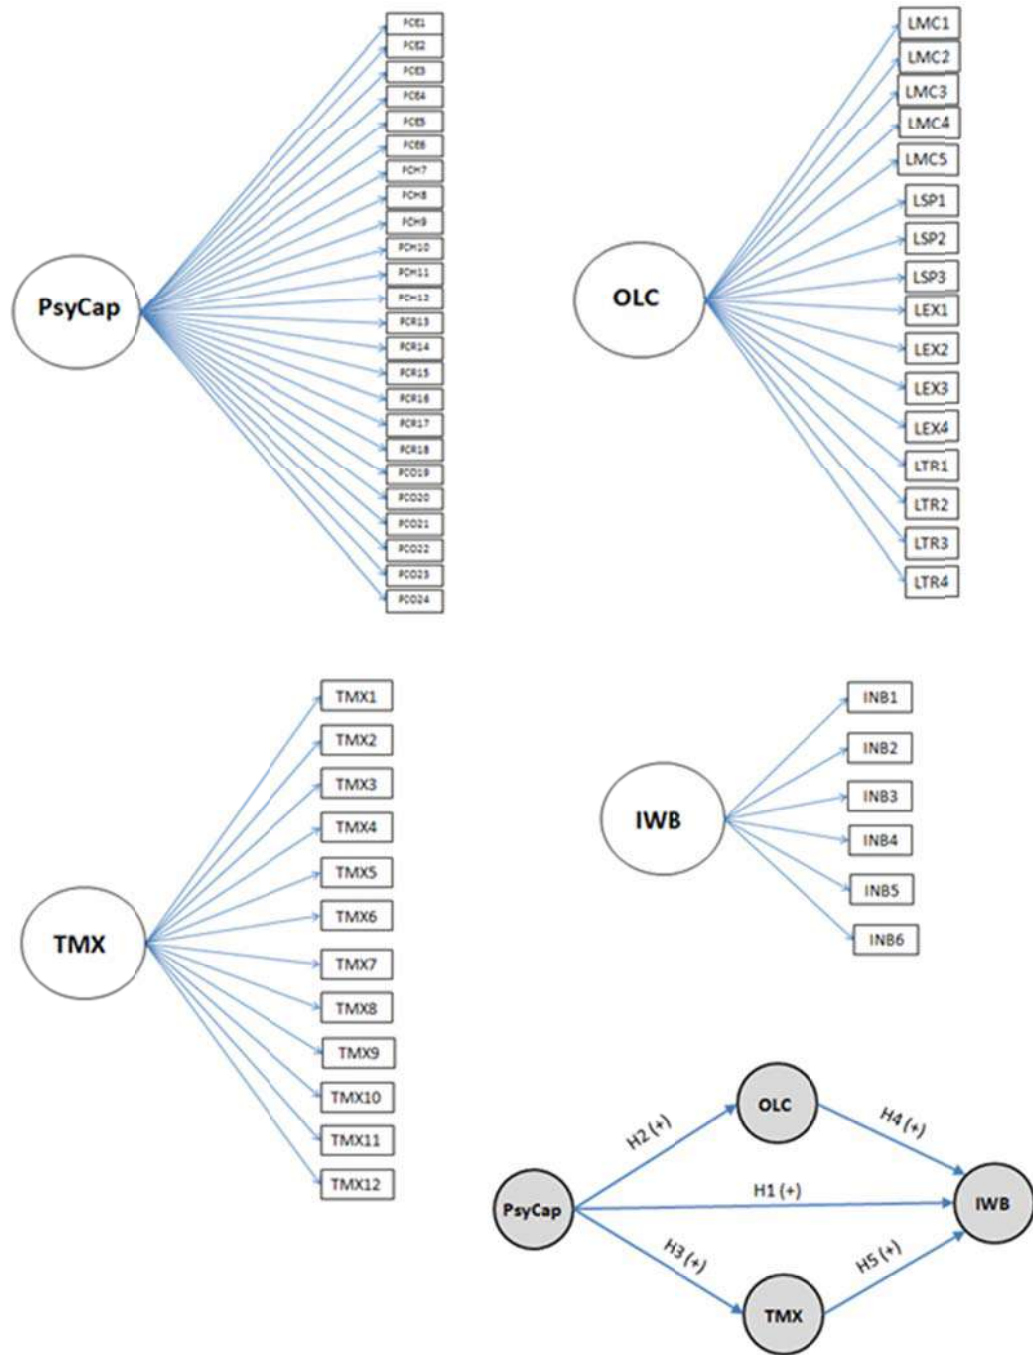 PsyCap
PCE1
PCE2
PCE3
PCE4
PCE5
PCE6
PCH7
PCH8
PCH9
PCH10
PCH11
PCH12
PCR13
PCR14
PCR15
PCR16
PCR17
PCR18
PCO19
PCO20
PCO21
PCO22
PCO23
PCO24
OLC
LMC1
LMC2
LMC3
LMC4
LMC5
LSP1
LSP2
LSP3
LEX1
LEX2
LEX3
LEX4
LTR1
LTR2
LTR3
LTR4
TMX
TMX1
TMX2
TMX3
TMX4
TMX5
TMX6
TMX7
TMX8
TMX9
TMX10
TMX11
TMX12
IWB
INB1
INB2
INB3
INB4
INB5
INB6
OLC
H2 (+)
H4 (+)
PsyCap
H1 (+)
IWB
H3 (+)
H5 (+)
TMX